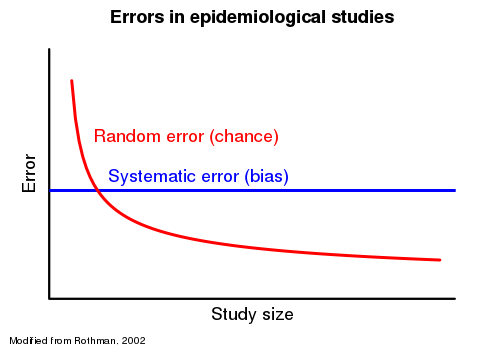 Errors in epidemiological studies
Random error (chance)
Systematic error (bias)
Error
Study size
Modified from Rothman, 2002